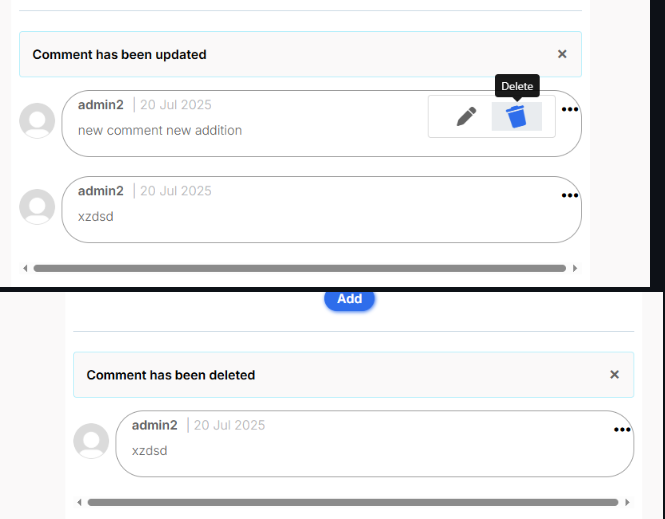 Comment has been updated ×
Delete
admin2 | 20 Jul 2025 •••
new comment new addition
admin2 | 20 Jul 2025 •••
xzdsd
Add
Comment has been deleted ×
admin2 | 20 Jul 2025 •••
xzdsd